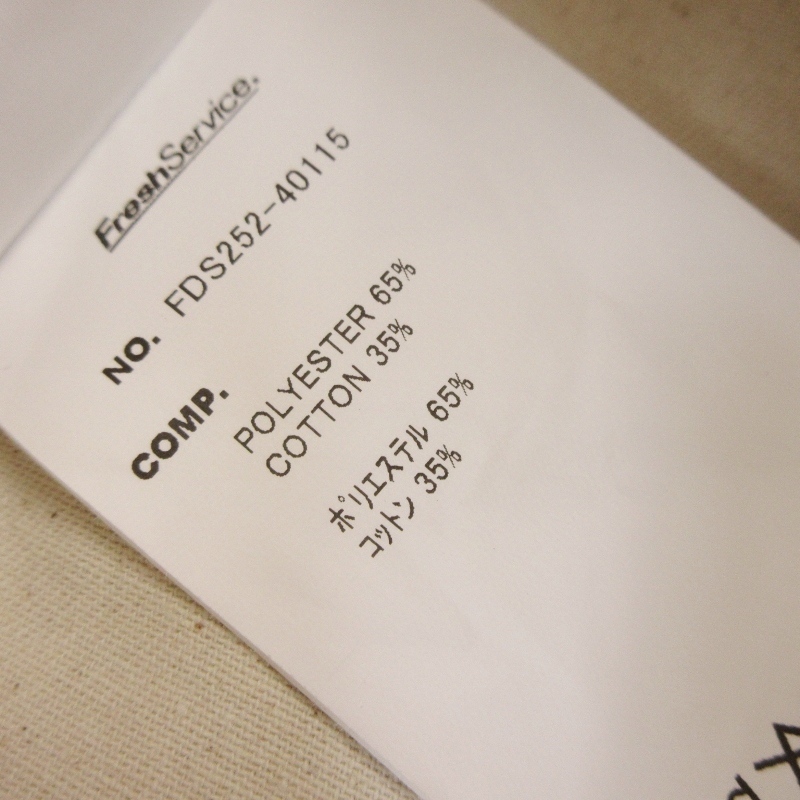 FreshService.
NO. FDS252-40115
COMP. POLYESTER 65%
COTTON 35%
ポリエステル 65%
コットン 35%